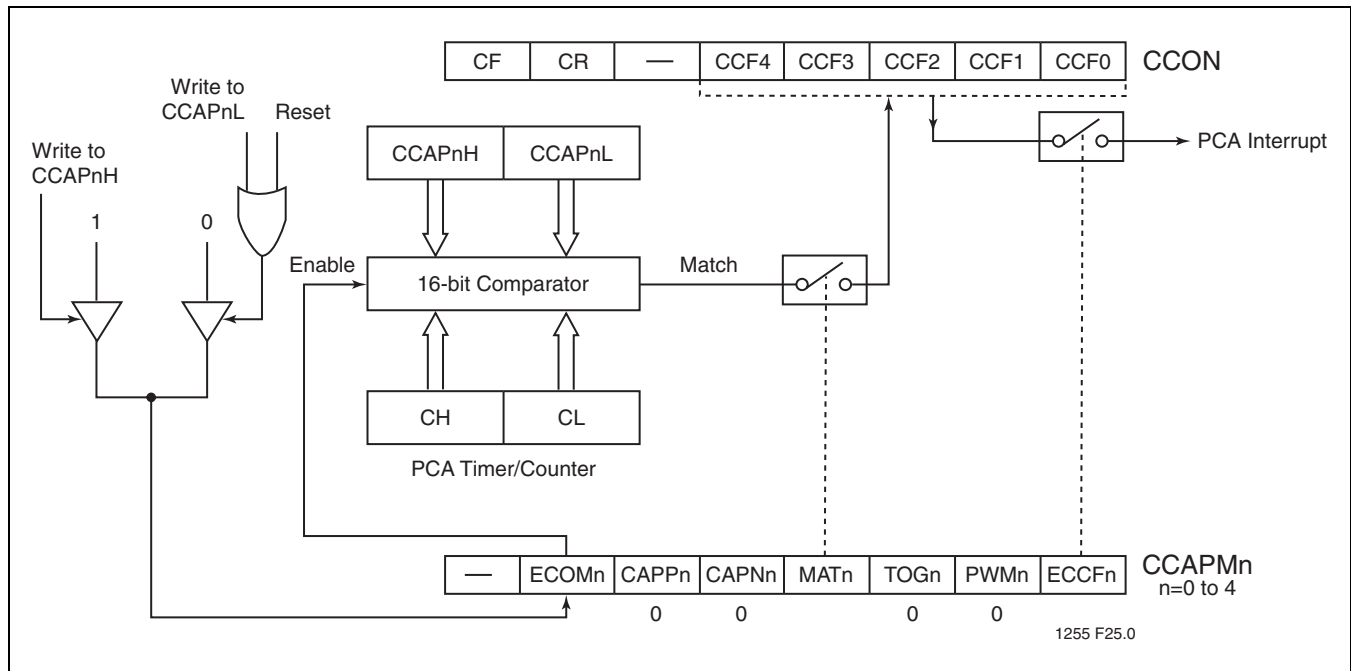 CF CR — CCF4 CCF3 CCF2 CCF1 CCF0 CCON
Write to
CCAPnL
Reset
Write to
CCAPnH
1
0
CCAPnH CCAPnL
PCA Interrupt
Enable
16-bit Comparator
Match
CH CL
PCA Timer/Counter
— ECOMn CAPPn CAPNn MATn TOGn PWMn ECCFn CCAPMn
n=0 to 4
0 0 0 0
1255 F25.0